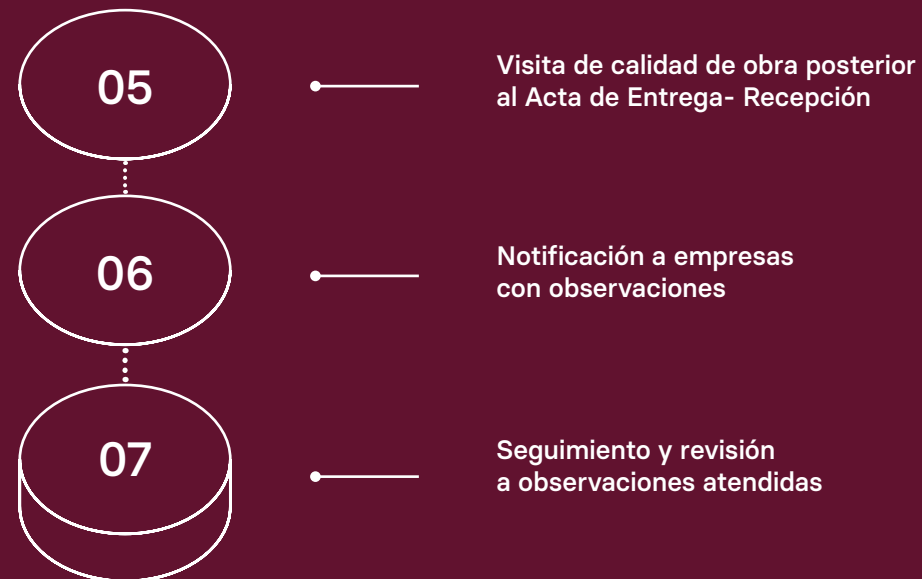 05
Visita de calidad de obra posterior
al Acta de Entrega- Recepción
06
Notificación a empresas
con observaciones
07
Seguimiento y revisión
a observaciones atendidas